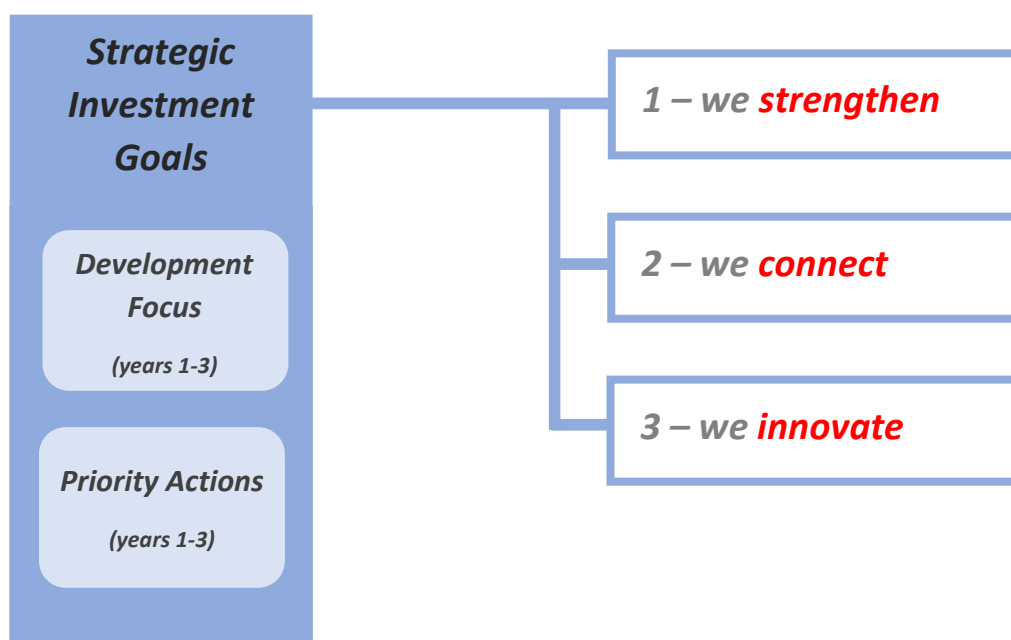 Strategic
Investment
Goals
Development
Focus
(years 1-3)
Priority Actions
(years 1-3)
1 – we strengthen
2 – we connect
3 – we innovate